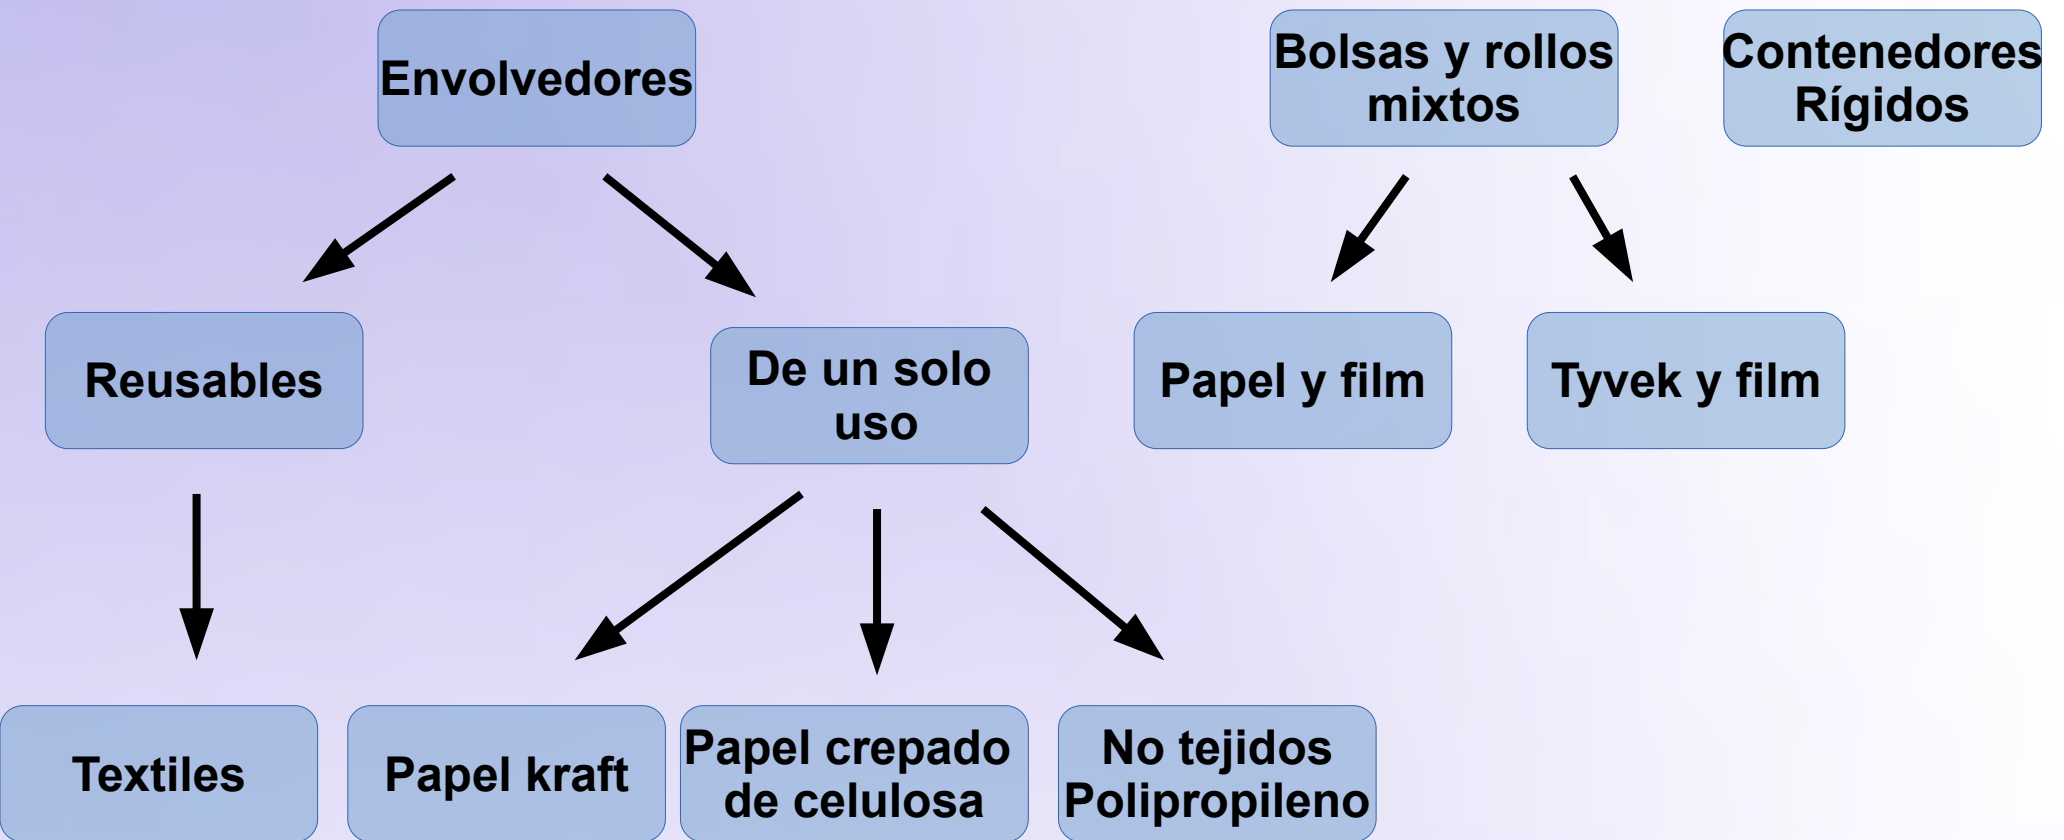 Envolvedores
Bolsas y rollos
mixtos
Contenedores
Rígidos
Reusables
De un solo
uso
Papel y film
Tyvek y film
Textiles
Papel kraft
Papel crepado
de celulosa
No tejidos
Polipropileno